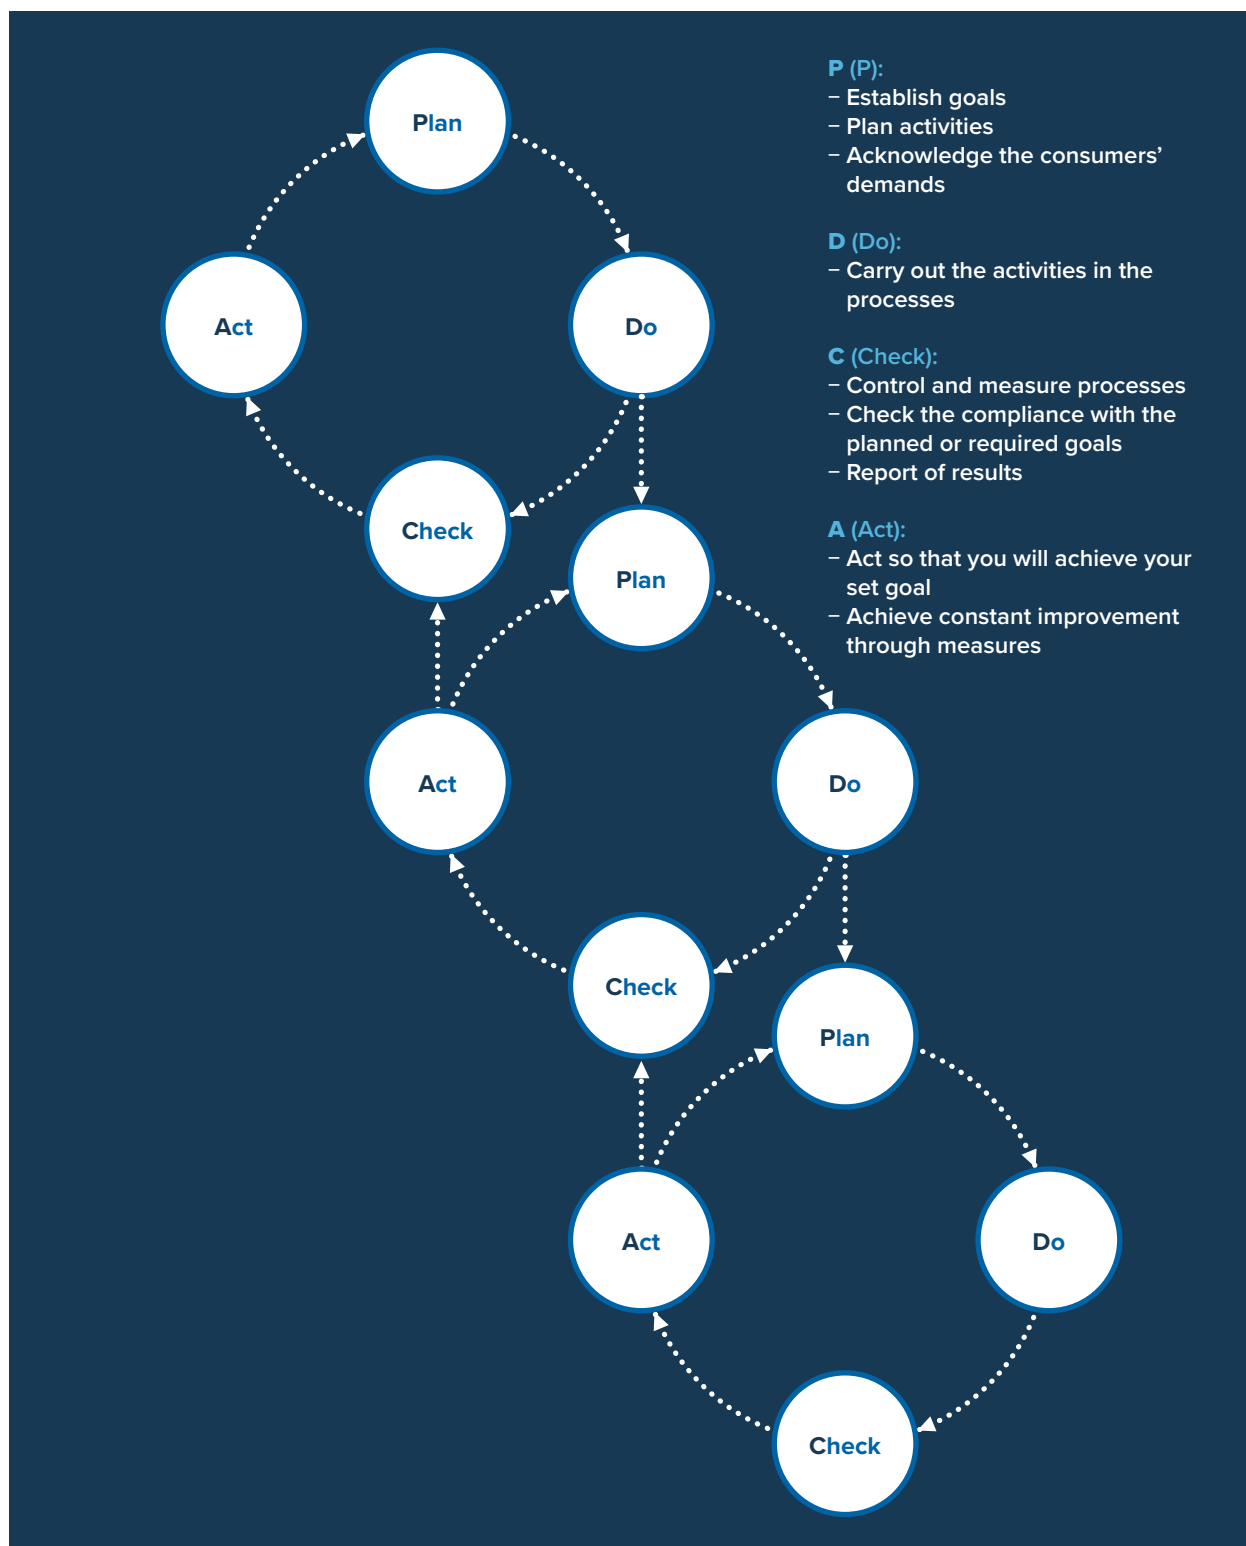 Plan
Act
Do
Check
Plan
Act
Do
Check
Plan
Act
Do
Check
P (P):
– Establish goals
– Plan activities
– Acknowledge the consumers’
demands
D (Do):
– Carry out the activities in the
processes
C (Check):
– Control and measure processes
– Check the compliance with the
planned or required goals
– Report of results
A (Act):
– Act so that you will achieve your
set goal
– Achieve constant improvement
through measures